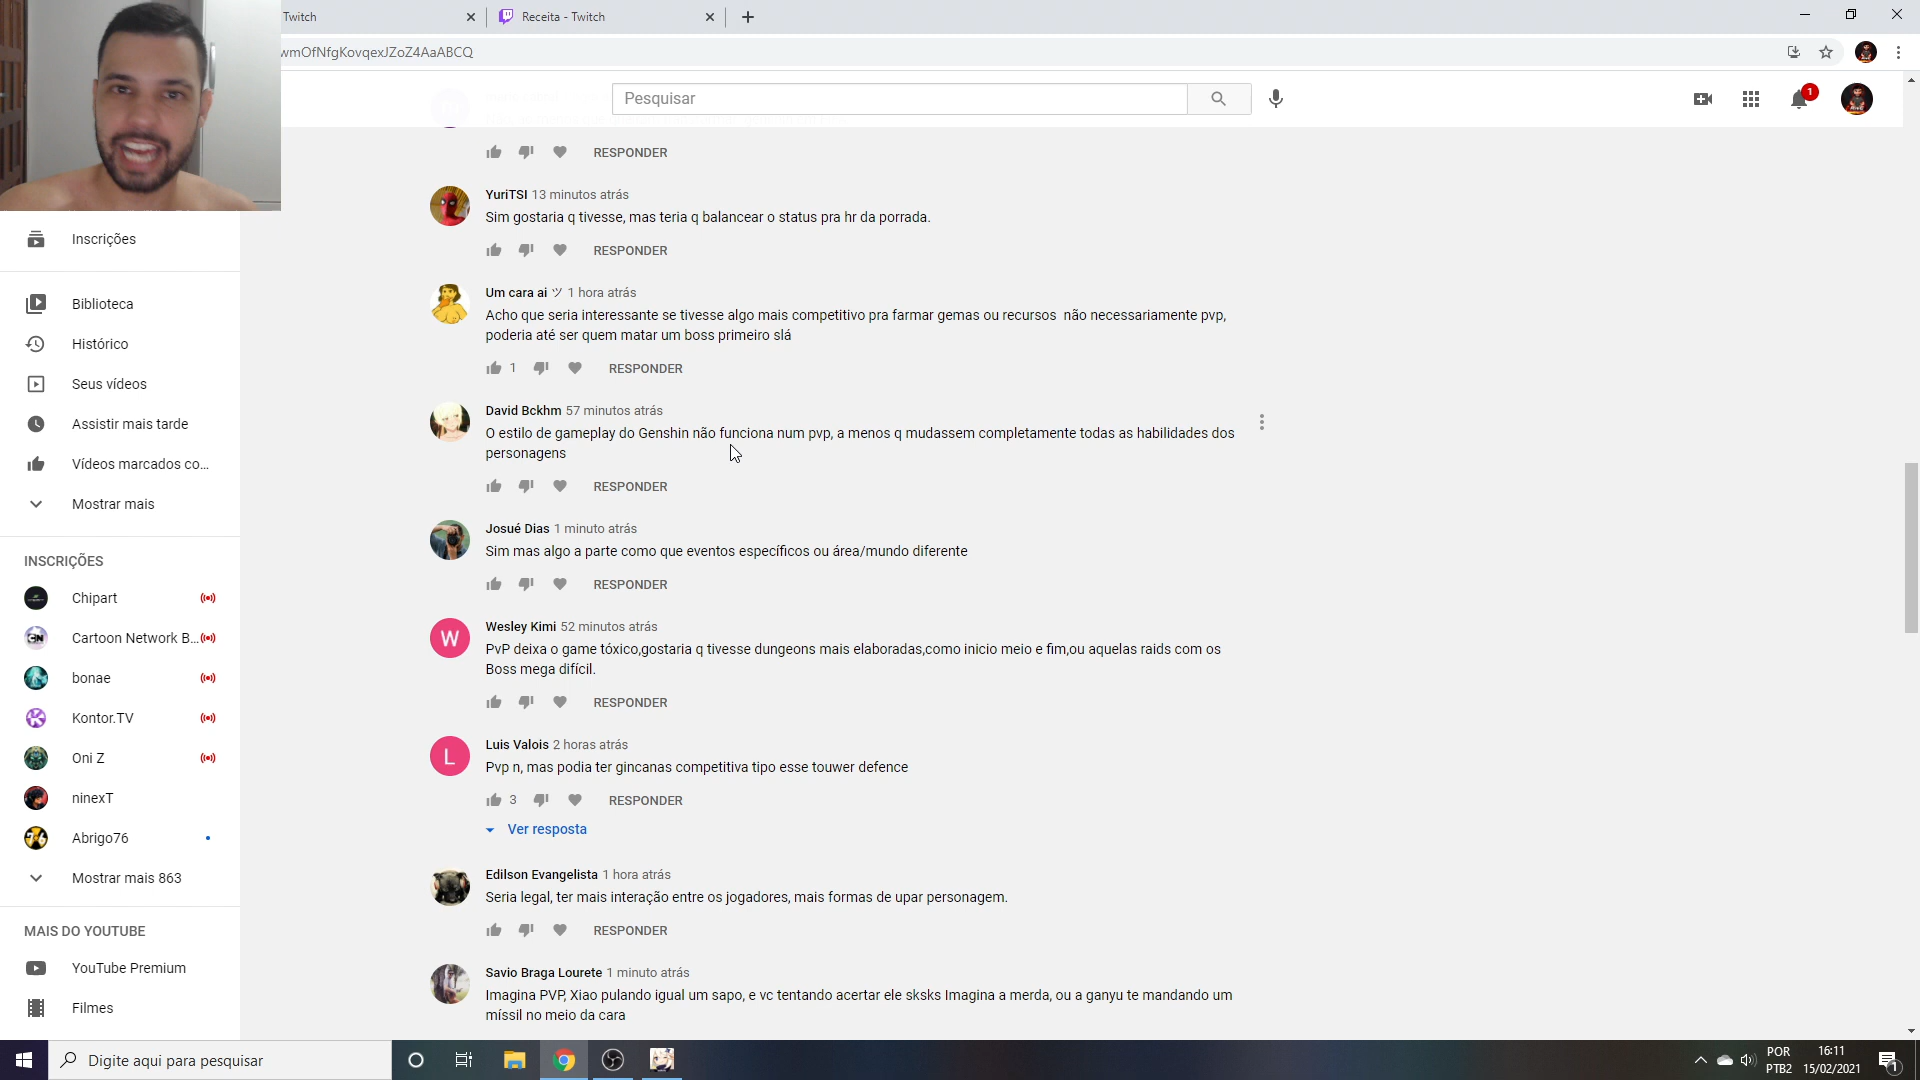 Twitch
Receita - Twitch
wmOfNfgKovqexJZoZ4AaABCQ
Pesquisar
1
RESPONDER
YuriTSI 13 minutos atrás
Sim gostaria q tivesse, mas teria q balancear o status pra hr da porrada.
RESPONDER
Um cara ai ツ 1 hora atrás
Acho que seria interessante se tivesse algo mais competitivo pra farmar gemas ou recursos não necessariamente pvp,
poderia até ser quem matar um boss primeiro slá
1 RESPONDER
David Bckhm 57 minutos atrás
O estilo de gameplay do Genshin não funciona num pvp, a menos q mudassem completamente todas as habilidades dos
personagens
RESPONDER
Josué Dias 1 minuto atrás
Sim mas algo a parte como que eventos específicos ou área/mundo diferente
RESPONDER
W
Wesley Kimi 52 minutos atrás
PvP deixa o game tóxico,gostaria q tivesse dungeons mais elaboradas,como inicio meio e fim,ou aquelas raids com os
Boss mega difícil.
RESPONDER
L
Luis Valois 2 horas atrás
Pvp n, mas podia ter gincanas competitiva tipo esse touwer defence
3 RESPONDER
Ver resposta
Edilson Evangelista 1 hora atrás
Seria legal, ter mais interação entre os jogadores, mais formas de upar personagem.
RESPONDER
Savio Braga Lourete 1 minuto atrás
Imagina PVP, Xiao pulando igual um sapo, e vc tentando acertar ele sksks Imagina a merda, ou a ganyu te mandando um
míssil no meio da cara
Inscrições
Biblioteca
Histórico
Seus vídeos
Assistir mais tarde
Vídeos marcados co...
Mostrar mais
INSCRIÇÕES
Chipart
CN
Cartoon Network B...
bonae
Kontor.TV
Oni Z
ninexT
Abrigo76
Mostrar mais 863
MAIS DO YOUTUBE
YouTube Premium
Filmes
Digite aqui para pesquisar
POR
PTB2
16:11
15/02/2021
1